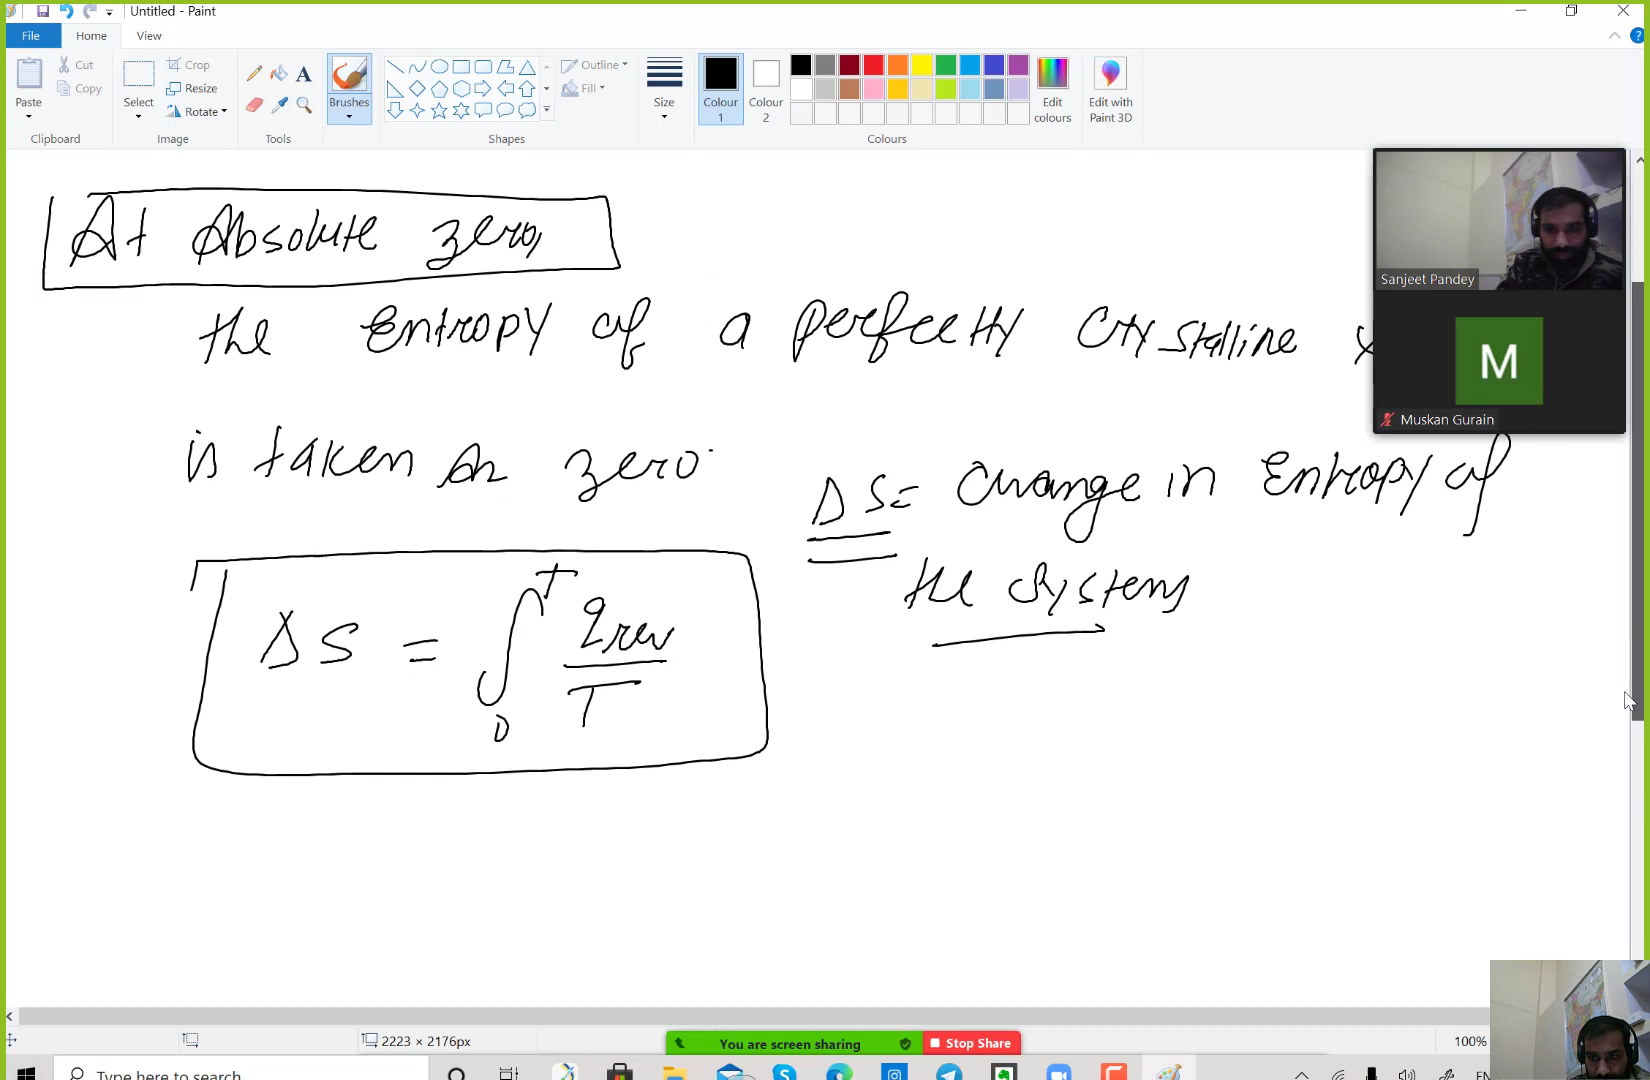 Untitled - Paint
File Home View
Cut
Copy
Paste
Clipboard
Select
Crop
Resize
Rotate
Image
Tools
Brushes
Shapes
Outline
Fill
Size
Colour 1
Colour 2
Edit colours
Edit with Paint 3D
Colours
At Absolute zero,
the Entropy of a perfectly crystalline
is taken as zero.
ΔS = change in Entropy of
the system
ΔS = ∫₀ᵀ qrev / T
Sanjeet Pandey
M
Muskan Gurain
2223 × 2176px
You are screen sharing
Stop Share
100%
Type here to search